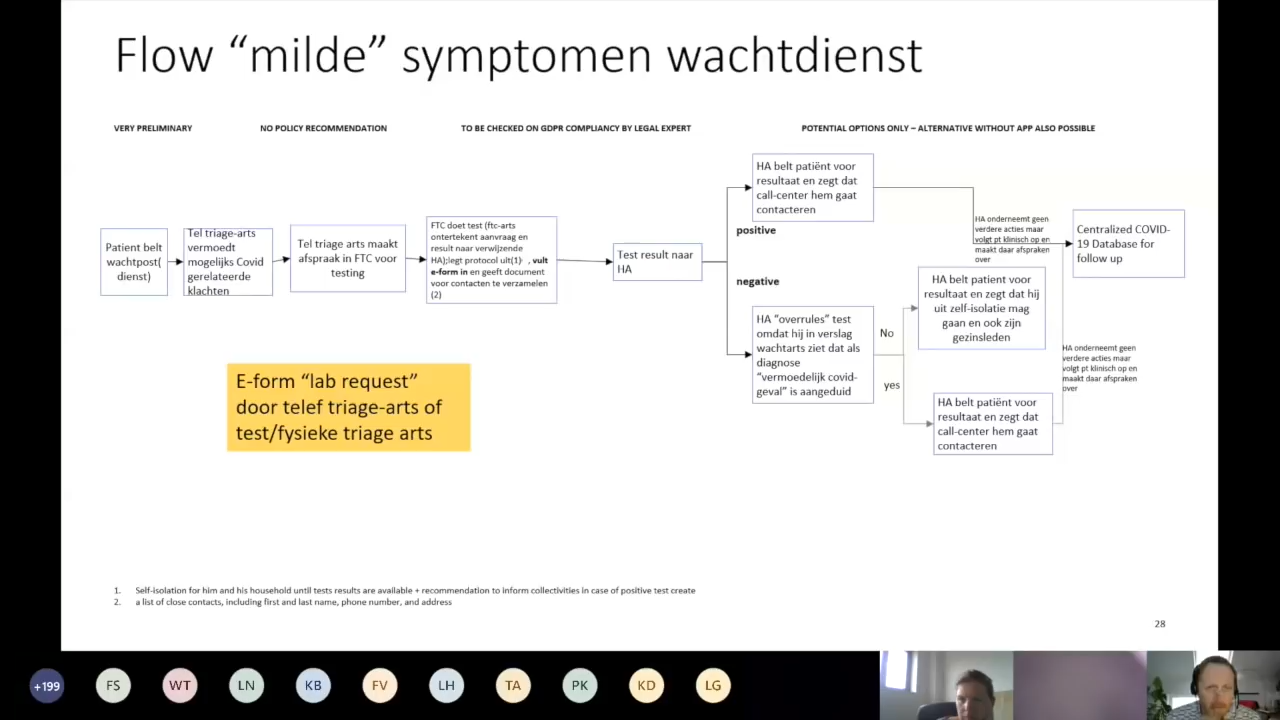 Flow “milde” symptomen wachtdienst
VERY PRELIMINARY
NO POLICY RECOMMENDATION
TO BE CHECKED ON GDPR COMPLIANCY BY LEGAL EXPERT
POTENTIAL OPTIONS ONLY – ALTERNATIVE WITHOUT APP ALSO POSSIBLE
Patient belt
wachtpost(
dienst)
Tel triage-arts
vermoedt
mogelijks Covid
gerelateerde
klachten
Tel triage arts maakt
afspraak in FTC voor
testing
FTC doet test (ftc-arts
ontertekent aanvraag en
result naar verwijzende
HA);legt protocol uit(1) , vult
e-form in en geeft document
voor contacten te verzamelen
(2)
Test result naar
HA
positive
negative
HA belt patiënt voor
resultaat en zegt dat
call-center hem gaat
contacteren
HA “overrules” test
omdat hij in verslag
wachtarts ziet dat als
diagnose
“vermoedelijk covid-
geval” is aangeduid
No
yes
HA belt patient voor
resultaat en zegt dat hij
uit zelf-isolatie mag
gaan en ook zijn
gezinsleden
HA belt patiënt voor
resultaat en zegt dat
call-center hem gaat
contacteren
HA onderneemt geen
verdere acties maar
volgt pt klinisch op en
maakt daar afspraken
over
HA onderneemt geen
verdere acties maar
volgt pt klinisch op en
maakt daar afspraken
over
Centralized COVID-
19 Database for
follow up
E-form “lab request”
door telef triage-arts of
test/fysieke triage arts
1. Self-isolation for him and his household until tests results are available + recommendation to inform collectivities in case of positive test create
2. a list of close contacts, including first and last name, phone number, and address
28
+199 FS WT LN KB FV LH TA PK KD LG